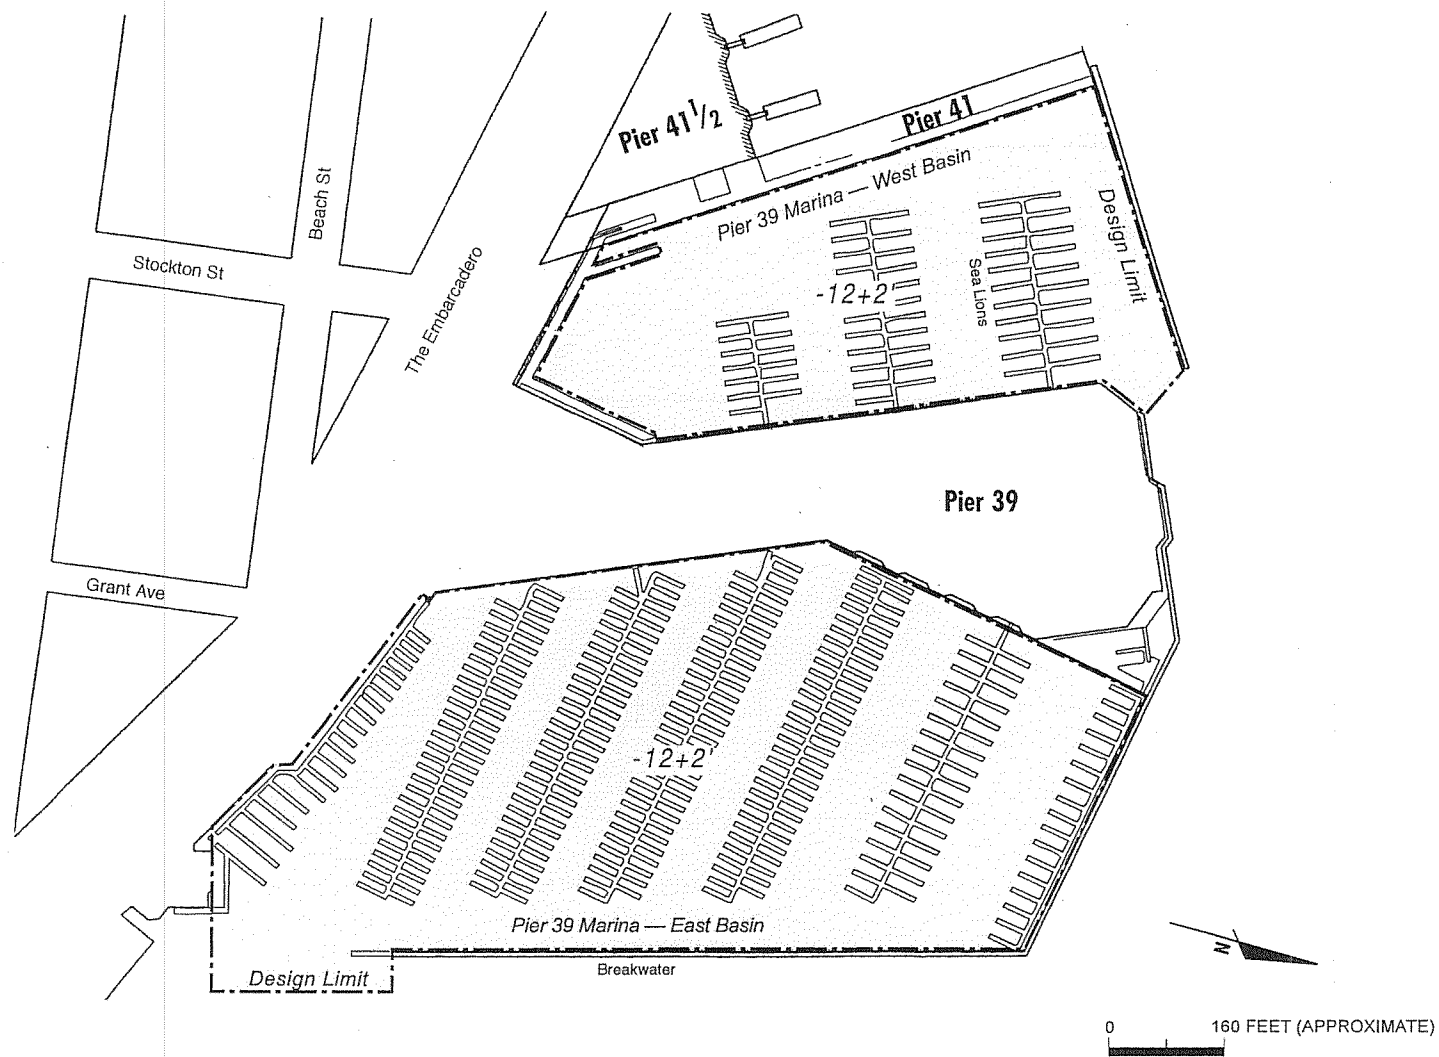 Pier 41 1/2
Pier 41
Pier 39 Marina — West Basin
Design Limit
Beach St
Stockton St
The Embarcadero
Sea Lions
-12+2'
Pier 39
Grant Ave
-12+2'
Pier 39 Marina — East Basin
Breakwater
Design Limit
N
0 160 FEET (APPROXIMATE)